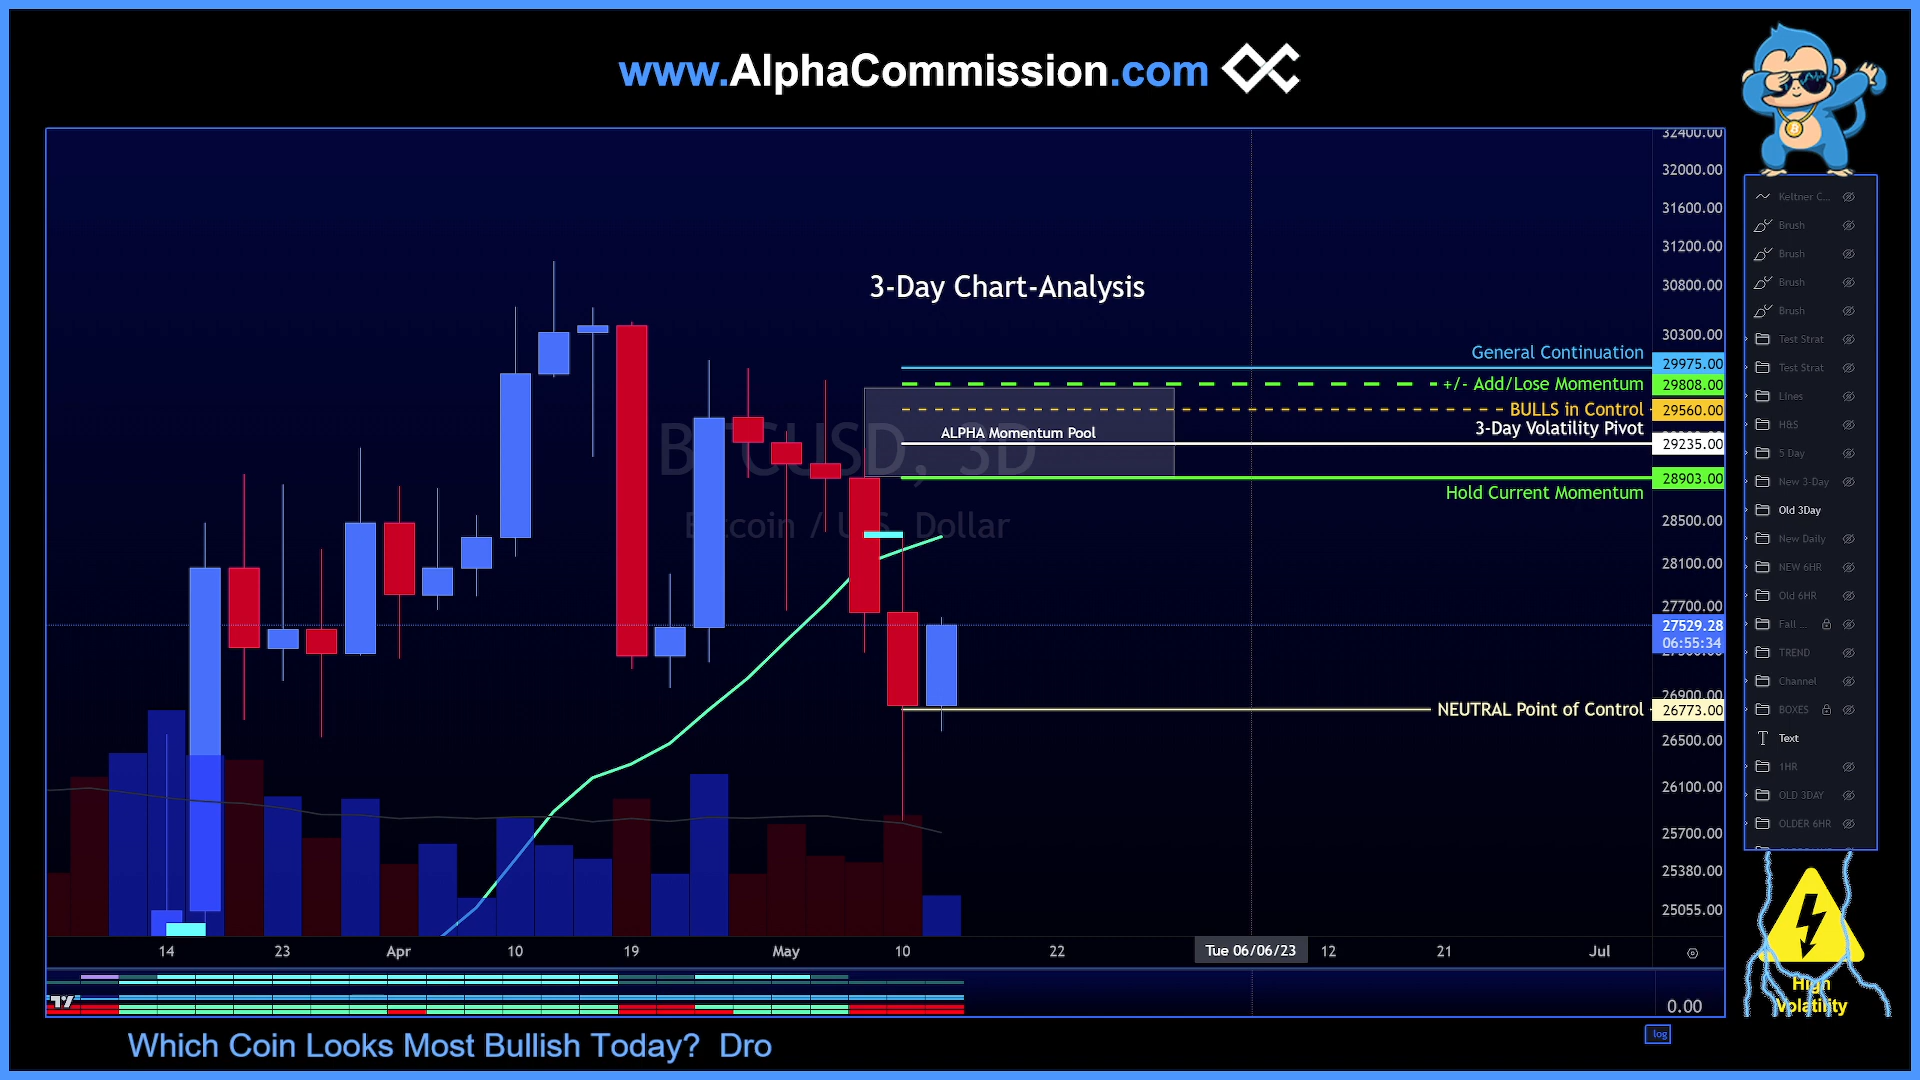 www.AlphaCommission.com
3-Day Chart-Analysis
BTCUSD, 3D
Bitcoin / U.S. Dollar
General Continuation
+/- Add/Lose Momentum
BULLS in Control
3-Day Volatility Pivot
ALPHA Momentum Pool
Hold Current Momentum
NEUTRAL Point of Control
32400.00
32000.00
31600.00
31200.00
30800.00
30300.00
29975.00
29808.00
29560.00
29235.00
28903.00
28500.00
28100.00
27700.00
27529.28
06:55:34
26900.00
26773.00
26500.00
26100.00
25700.00
25380.00
25055.00
14 23 Apr 10 19 May 10 22 Tue 06/06/23 12 21 Jul
0.00
log
Keltner C...
Brush
Brush
Brush
Brush
Test Strat
Test Strat
Lines
H&S
5 Day
New 3-Day
Old 3Day
New Daily
NEW 6HR
Old 6HR
Fall ...
TREND
Channel
BOXES
Text
1HR
OLD 3DAY
OLDER 6HR
High
Volatility
Which Coin Looks Most Bullish Today? Dro